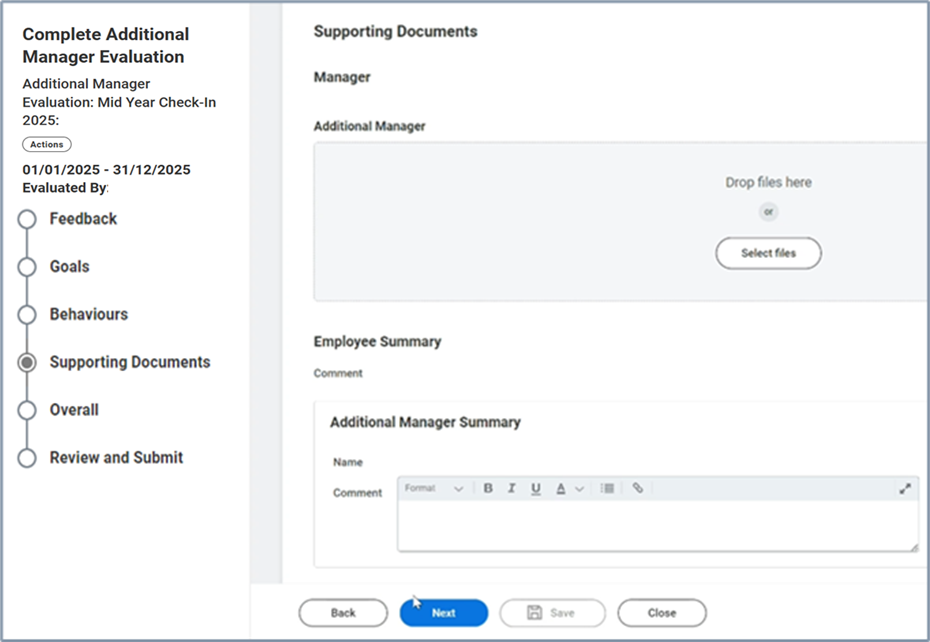 Complete Additional
Manager Evaluation
Additional Manager
Evaluation: Mid Year Check-In
2025:
Actions
01/01/2025 - 31/12/2025
Evaluated By:
Feedback
Goals
Behaviours
Supporting Documents
Overall
Review and Submit
Supporting Documents
Manager
Additional Manager
Drop files here
or
Select files
Employee Summary
Comment
Additional Manager Summary
Name
Comment
Format B I U A
Back Next Save Close